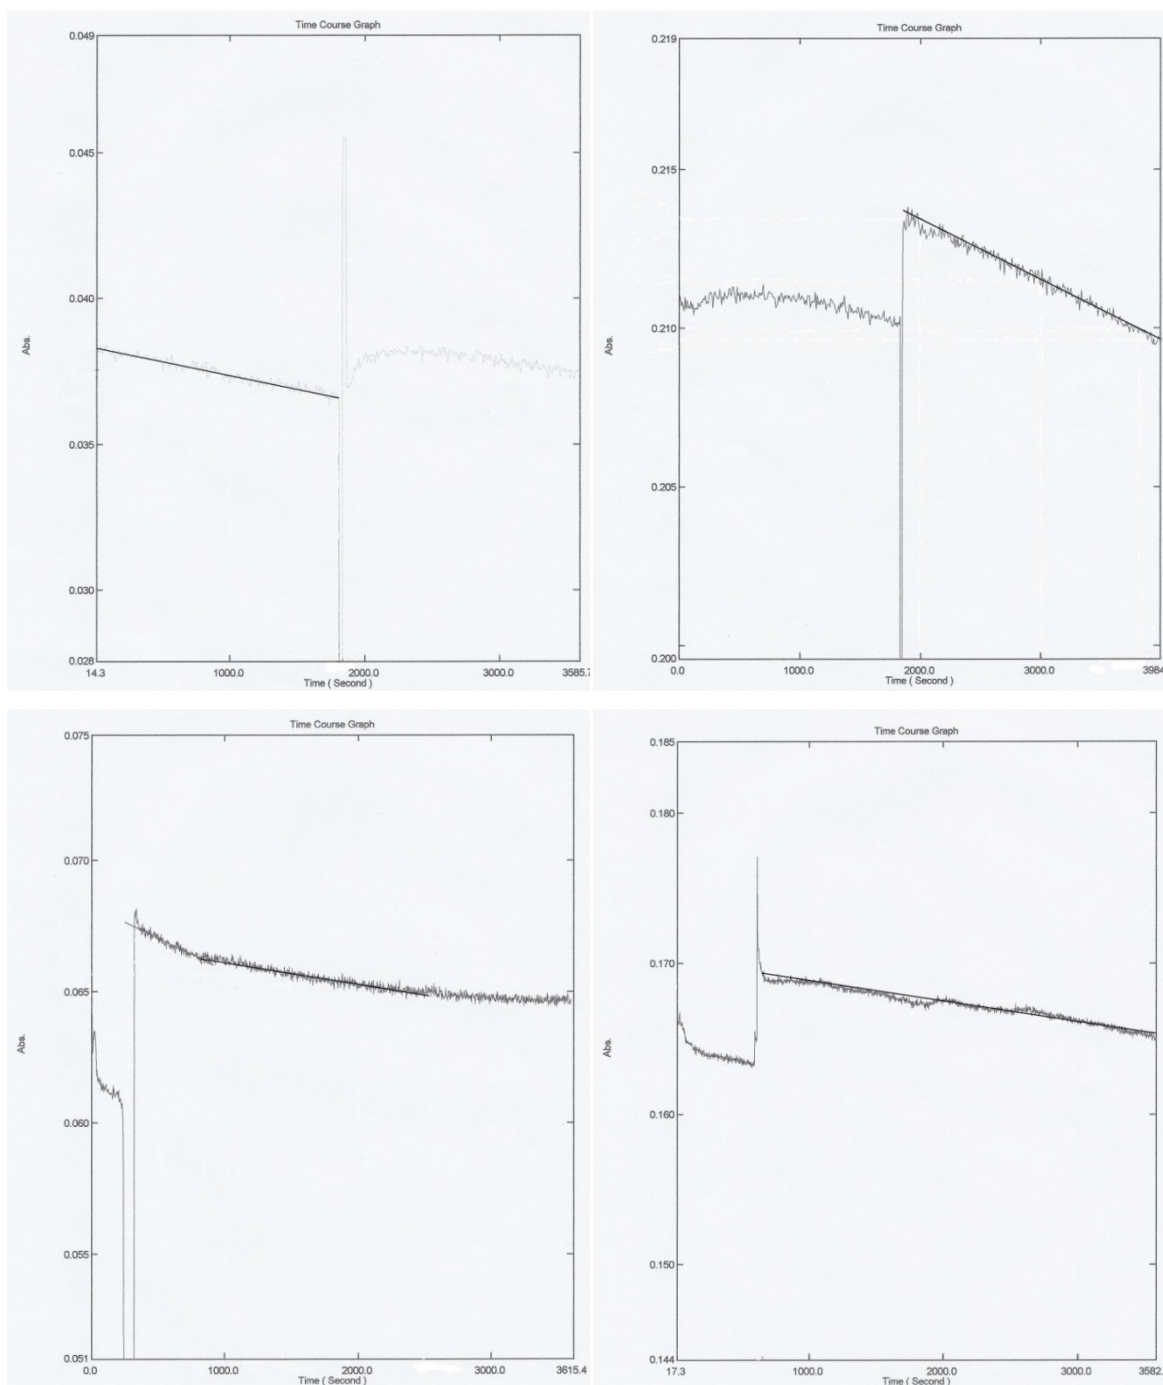 Time Course Graph
0.049
0.045
0.040
Abs.
0.035
0.030
0.028
14.3 1000.0 2000.0 3000.0 3585.7
Time ( Second )
Time Course Graph
0.219
0.215
0.210
Abs.
0.205
0.200
0.0 1000.0 2000.0 3000.0 3984
Time ( Second )
Time Course Graph
0.075
0.070
0.065
Abs.
0.060
0.055
0.051
0.0 1000.0 2000.0 3000.0 3615.4
Time ( Second )
Time Course Graph
0.185
0.180
0.170
Abs.
0.160
0.150
0.144
17.3 1000.0 2000.0 3000.0 3582.
Time ( Second )